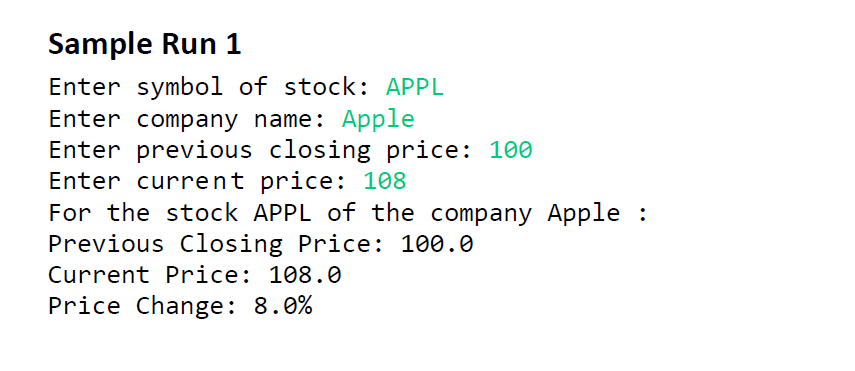 Sample Run 1
Enter symbol of stock: APPL
Enter company name: Apple
Enter previous closing price: 100
Enter current price: 108
For the stock APPL of the company Apple :
Previous Closing Price: 100.0
Current Price: 108.0
Price Change: 8.0%